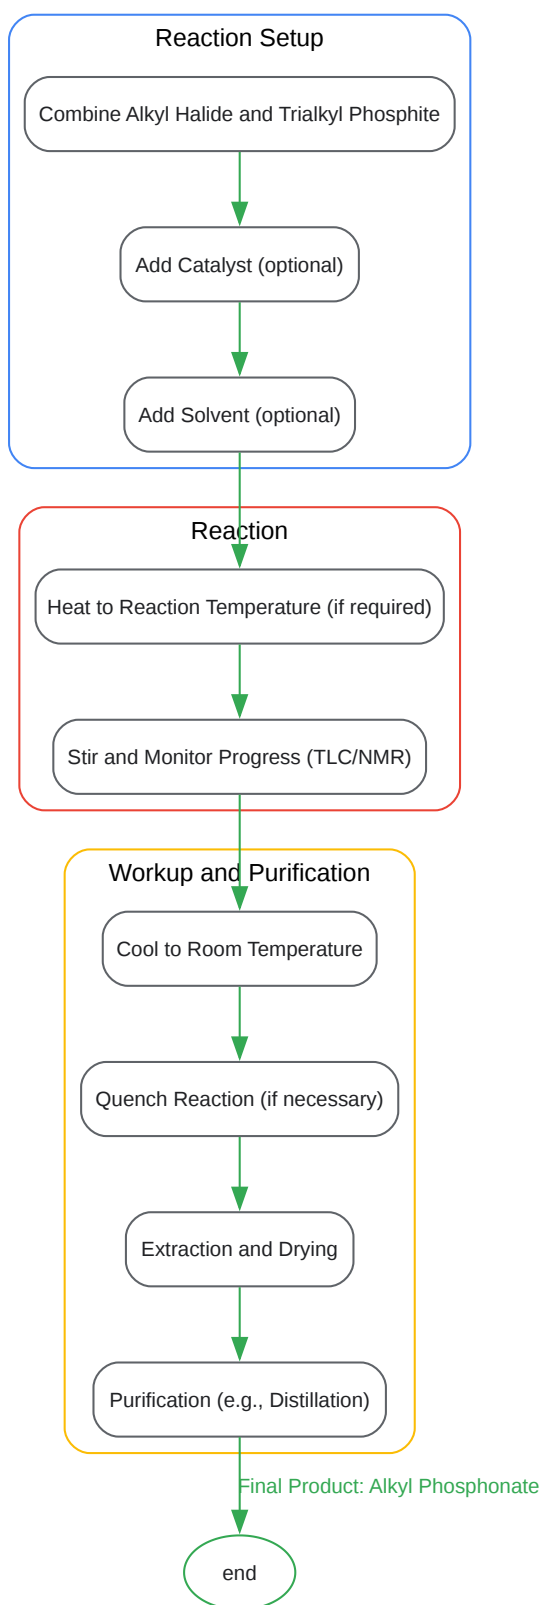 Reaction Setup
Combine Alkyl Halide and Trialkyl Phosphite
Add Catalyst (optional)
Add Solvent (optional)
Reaction
Heat to Reaction Temperature (if required)
Stir and Monitor Progress (TLC/NMR)
Workup and Purification
Cool to Room Temperature
Quench Reaction (if necessary)
Extraction and Drying
Purification (e.g., Distillation)
Final Product: Alkyl Phosphonate
end